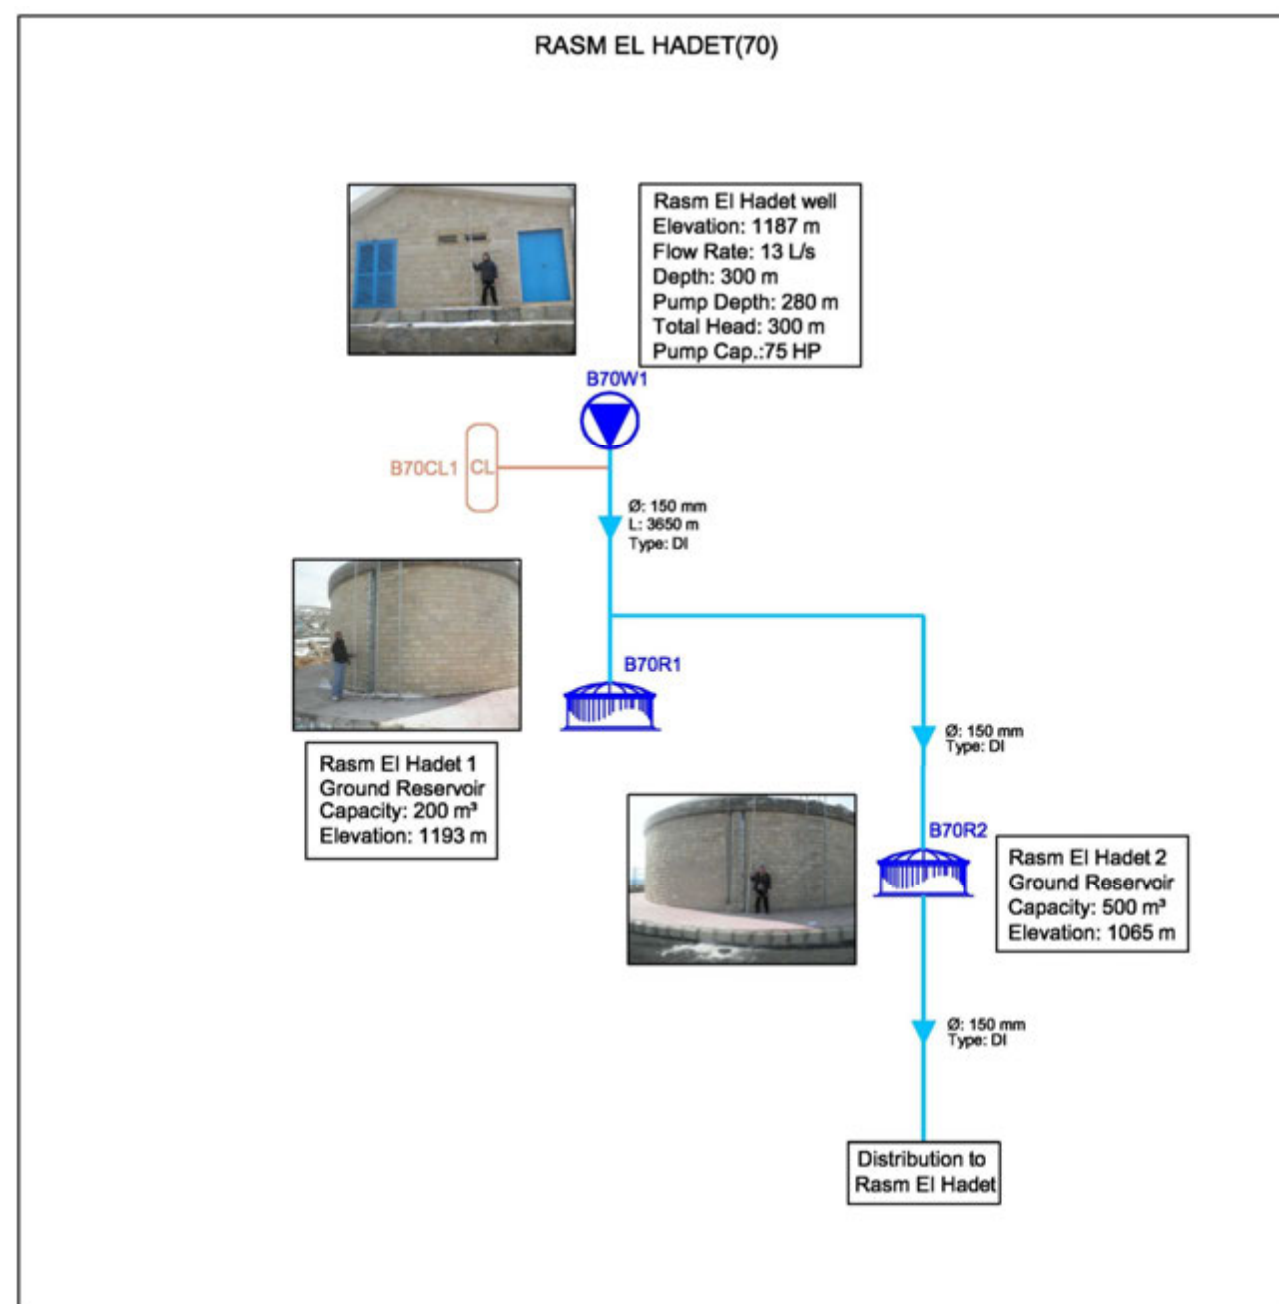 RASM EL HADET(70)
Rasm El Hadet well
Elevation: 1187 m
Flow Rate: 13 L/s
Depth: 300 m
Pump Depth: 280 m
Total Head: 300 m
Pump Cap.:75 HP
B70W1
B70CL1
CL
Ø: 150 mm
L: 3650 m
Type: DI
B70R1
Rasm El Hadet 1
Ground Reservoir
Capacity: 200 m³
Elevation: 1193 m
Ø: 150 mm
Type: DI
B70R2
Rasm El Hadet 2
Ground Reservoir
Capacity: 500 m³
Elevation: 1065 m
Ø: 150 mm
Type: DI
Distribution to
Rasm El Hadet